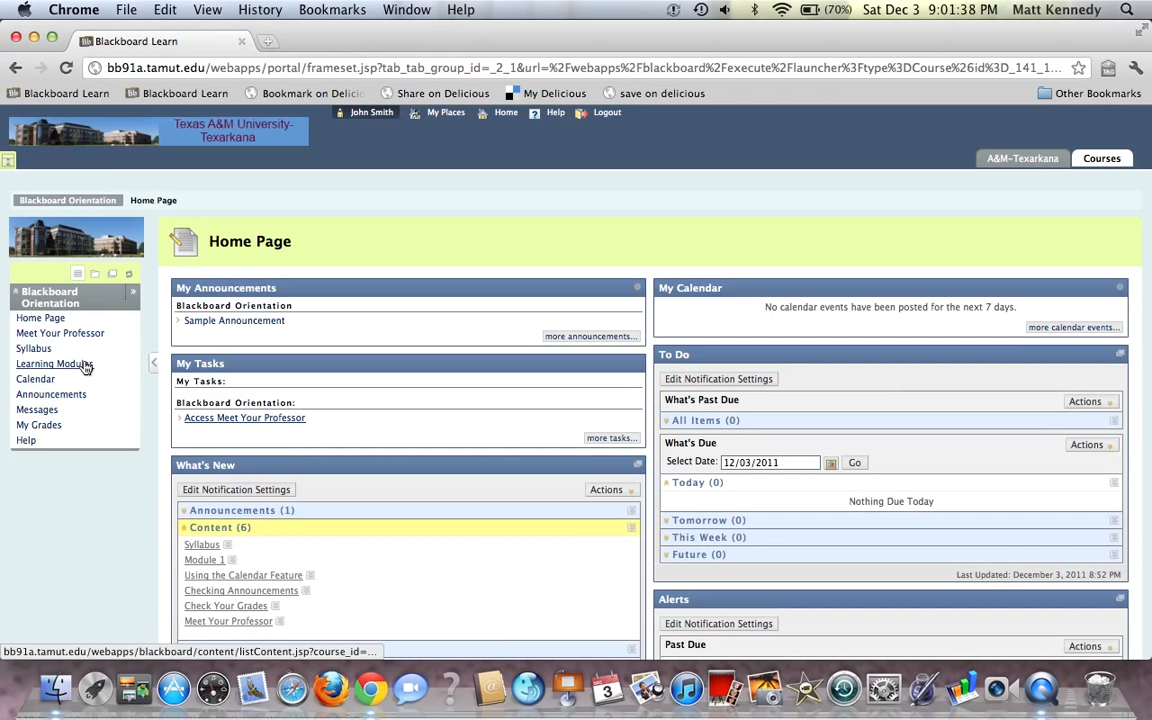 Chrome File Edit View History Bookmarks Window Help (70%) Sat Dec 3 9:01:38 PM Matt Kennedy
Bb Blackboard Learn
bb91a.tamut.edu/webapps/portal/frameset.jsp?tab_tab_group_id=_2_1&url=%2Fwebapps%2Fblackboard%2Fexecute%2Flauncher%3Ftype%3DCourse%26id%3D_141_1...
Blackboard Learn Blackboard Learn Bookmark on Delicio Share on Delicious My Delicious save on delicious Other Bookmarks
John Smith My Places Home Help Logout
Texas A&M University-
Texarkana
A&M-Texarkana Courses
Blackboard Orientation Home Page
Home Page
Blackboard
Orientation
Home Page
Meet Your Professor
Syllabus
Learning Modules
Calendar
Announcements
Messages
My Grades
Help
My Announcements
Blackboard Orientation
Sample Announcement
more announcements...
My Tasks
My Tasks:
Blackboard Orientation:
Access Meet Your Professor
more tasks...
What's New
Edit Notification Settings Actions
Announcements (1)
Content (6)
Syllabus
Module 1
Using the Calendar Feature
Checking Announcements
Check Your Grades
Meet Your Professor
My Calendar
No calendar events have been posted for the next 7 days.
more calendar events...
To Do
Edit Notification Settings
What's Past Due Actions
All Items (0)
What's Due Actions
Select Date: 12/03/2011 Go
Today (0)
Nothing Due Today
Tomorrow (0)
This Week (0)
Future (0)
Last Updated: December 3, 2011 8:52 PM
Alerts
Edit Notification Settings
Past Due Actions
bb91a.tamut.edu/webapps/blackboard/content/listContent.jsp?course_id=...
3